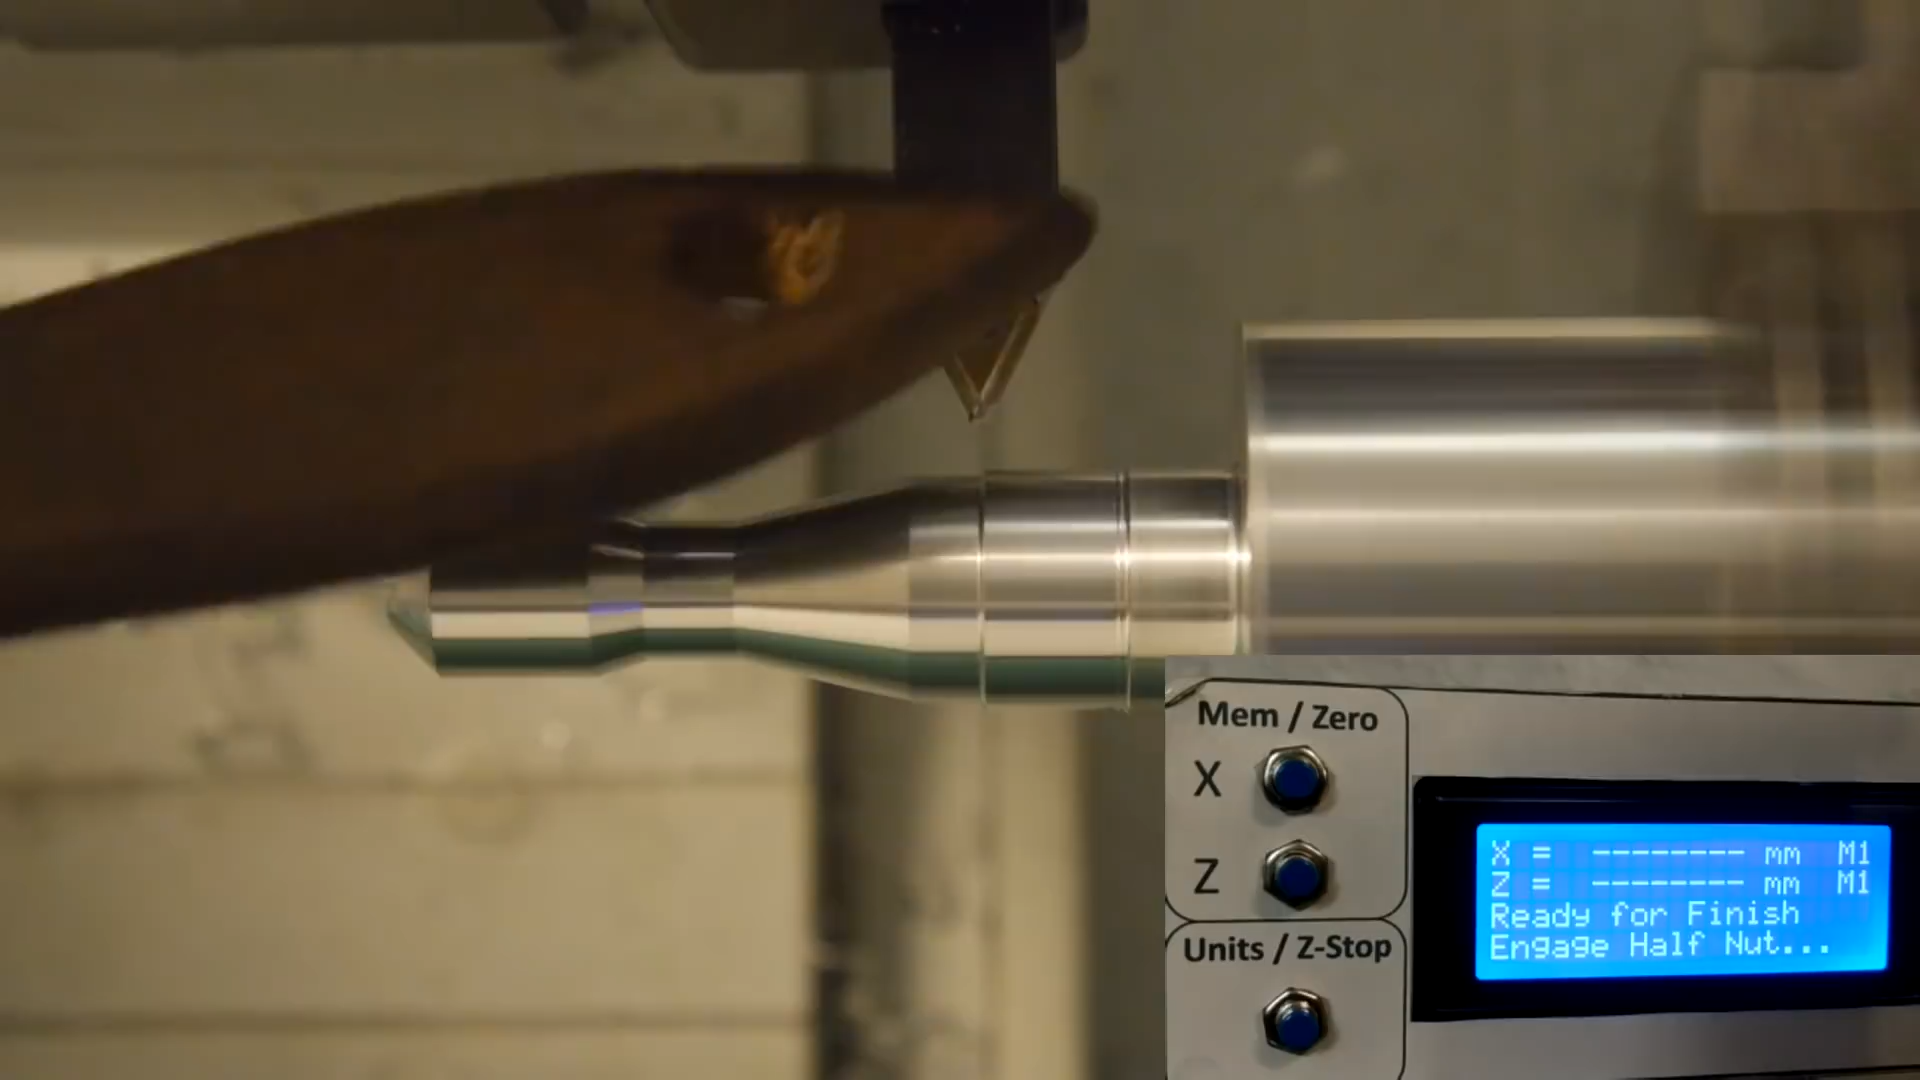 Mem / Zero
X
Z
Units / Z-Stop
X = -------- mm M1
Z = -------- mm M1
Ready for Finish
Engage Half Nut...